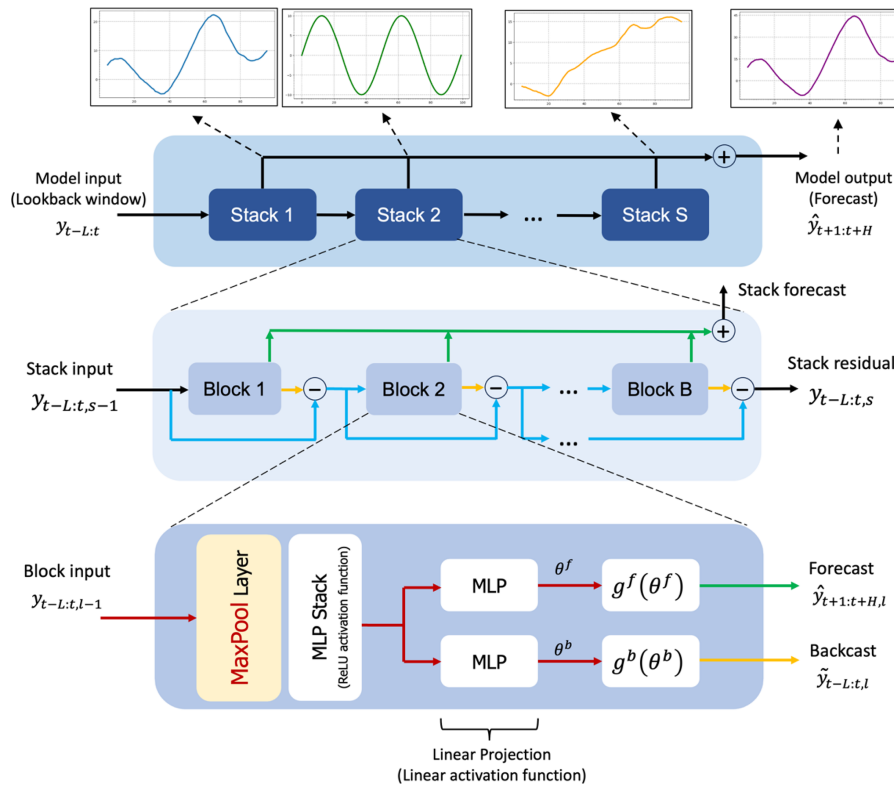 Model input
(Lookback window)
y_{t−L:t}
Stack 1
Stack 2
...
Stack S
+
Model output
(Forecast)
ŷ_{t+1:t+H}
Stack forecast
+
Stack input
y_{t−L:t,s−1}
Block 1
−
Block 2
−
...
...
Block B
−
Stack residual
y_{t−L:t,s}
Block input
y_{t−L:t,l−1}
MaxPool Layer
MLP Stack
(ReLU activation function)
MLP
θ^f
g^f(θ^f)
Forecast
ŷ_{t+1:t+H,l}
MLP
θ^b
g^b(θ^b)
Backcast
ỹ_{t−L:t,l}
Linear Projection
(Linear activation function)